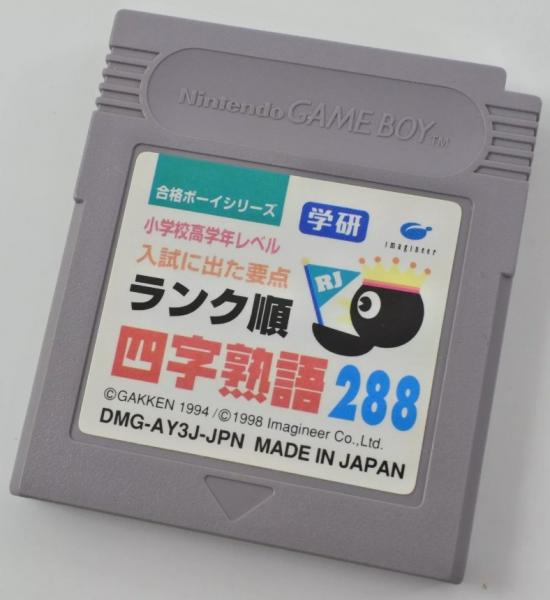 Nintendo GAME BOY TM
合格ボーイシリーズ
学研
imagineer
小学校高学年レベル
入試に出た要点
ランク順
RJ
四字熟語288
©GAKKEN 1994/©1998 Imagineer Co.,Ltd.
DMG-AY3J-JPN MADE IN JAPAN